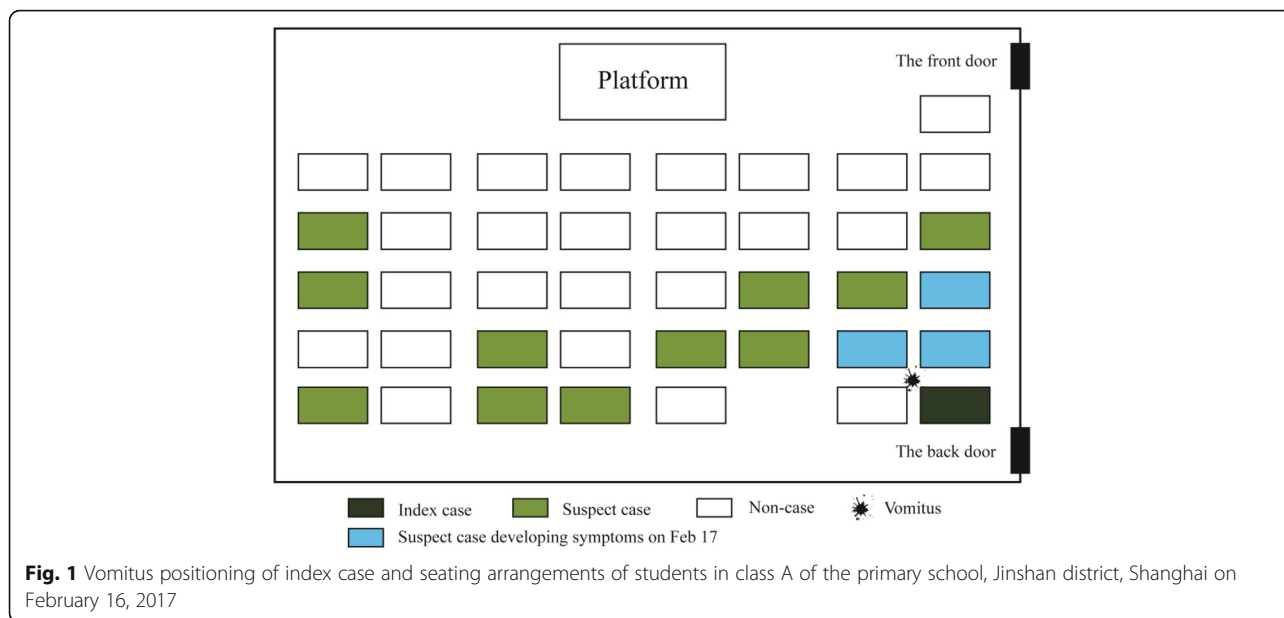 The front door
Platform
The back door
Index case
Suspect case
Non-case
Vomitus
Suspect case developing symptoms on Feb 17
Fig. 1 Vomitus positioning of index case and seating arrangements of students in class A of the primary school, Jinshan district, Shanghai on
February 16, 2017